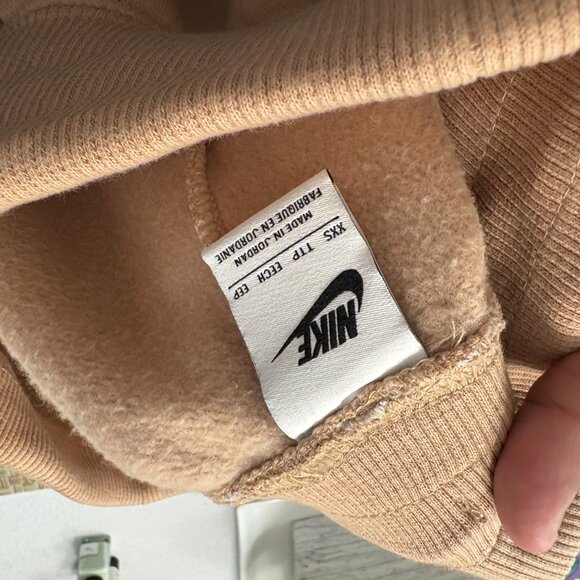 NIKE
XXS TTP EECH EEP
MADE IN JORDAN
FABRIQUE EN JORDANIE